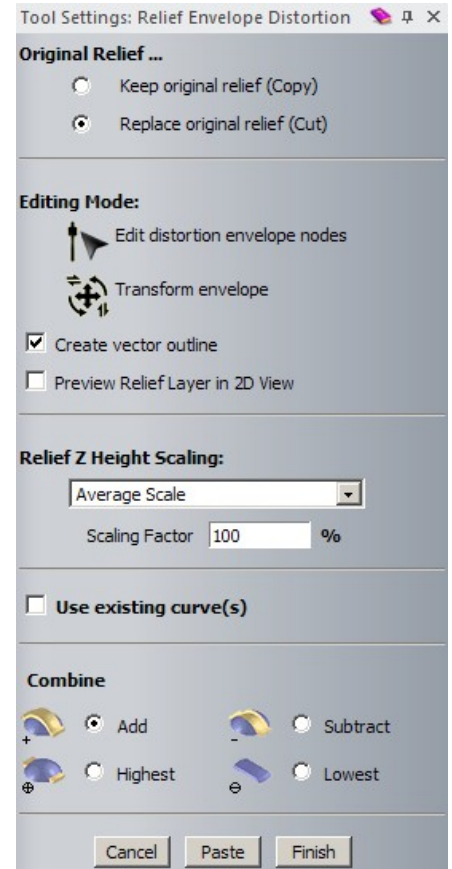 Tool Settings: Relief Envelope Distortion
Original Relief ...
Keep original relief (Copy)
Replace original relief (Cut)
Editing Mode:
Edit distortion envelope nodes
Transform envelope
Create vector outline
Preview Relief Layer in 2D View
Relief Z Height Scaling:
Average Scale
Scaling Factor 100 %
Use existing curve(s)
Combine
Add Subtract
Highest Lowest
Cancel Paste Finish